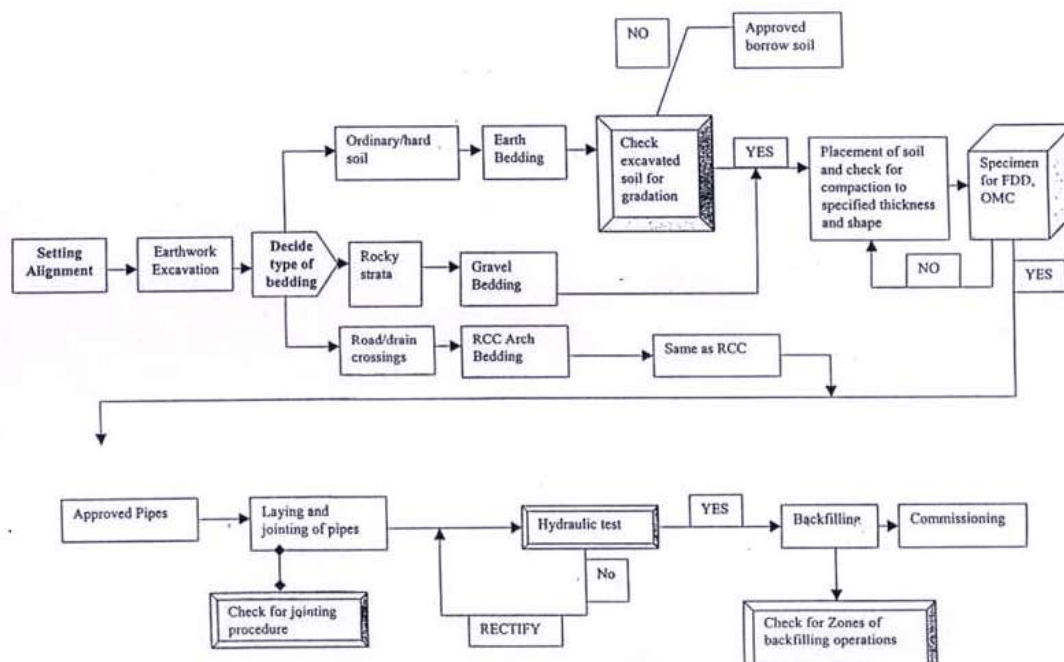 NO
Approved
borrow soil
Ordinary/hard
soil
Earth
Bedding
Check
excavated
soil for
gradation
YES
Placement of soil
and check for
compaction to
specified thickness
and shape
Specimen
for FDD,
OMC
Setting
Alignment
Earthwork
Excavation
Decide
type of
bedding
Rocky
strata
Gravel
Bedding
NO
YES
Road/drain
crossings
RCC Arch
Bedding
Same as RCC
Approved Pipes
Laying and
jointing of pipes
Hydraulic test
YES
Backfilling
Commissioning
No
Check for jointing
procedure
RECTIFY
Check for Zones of
backfilling operations